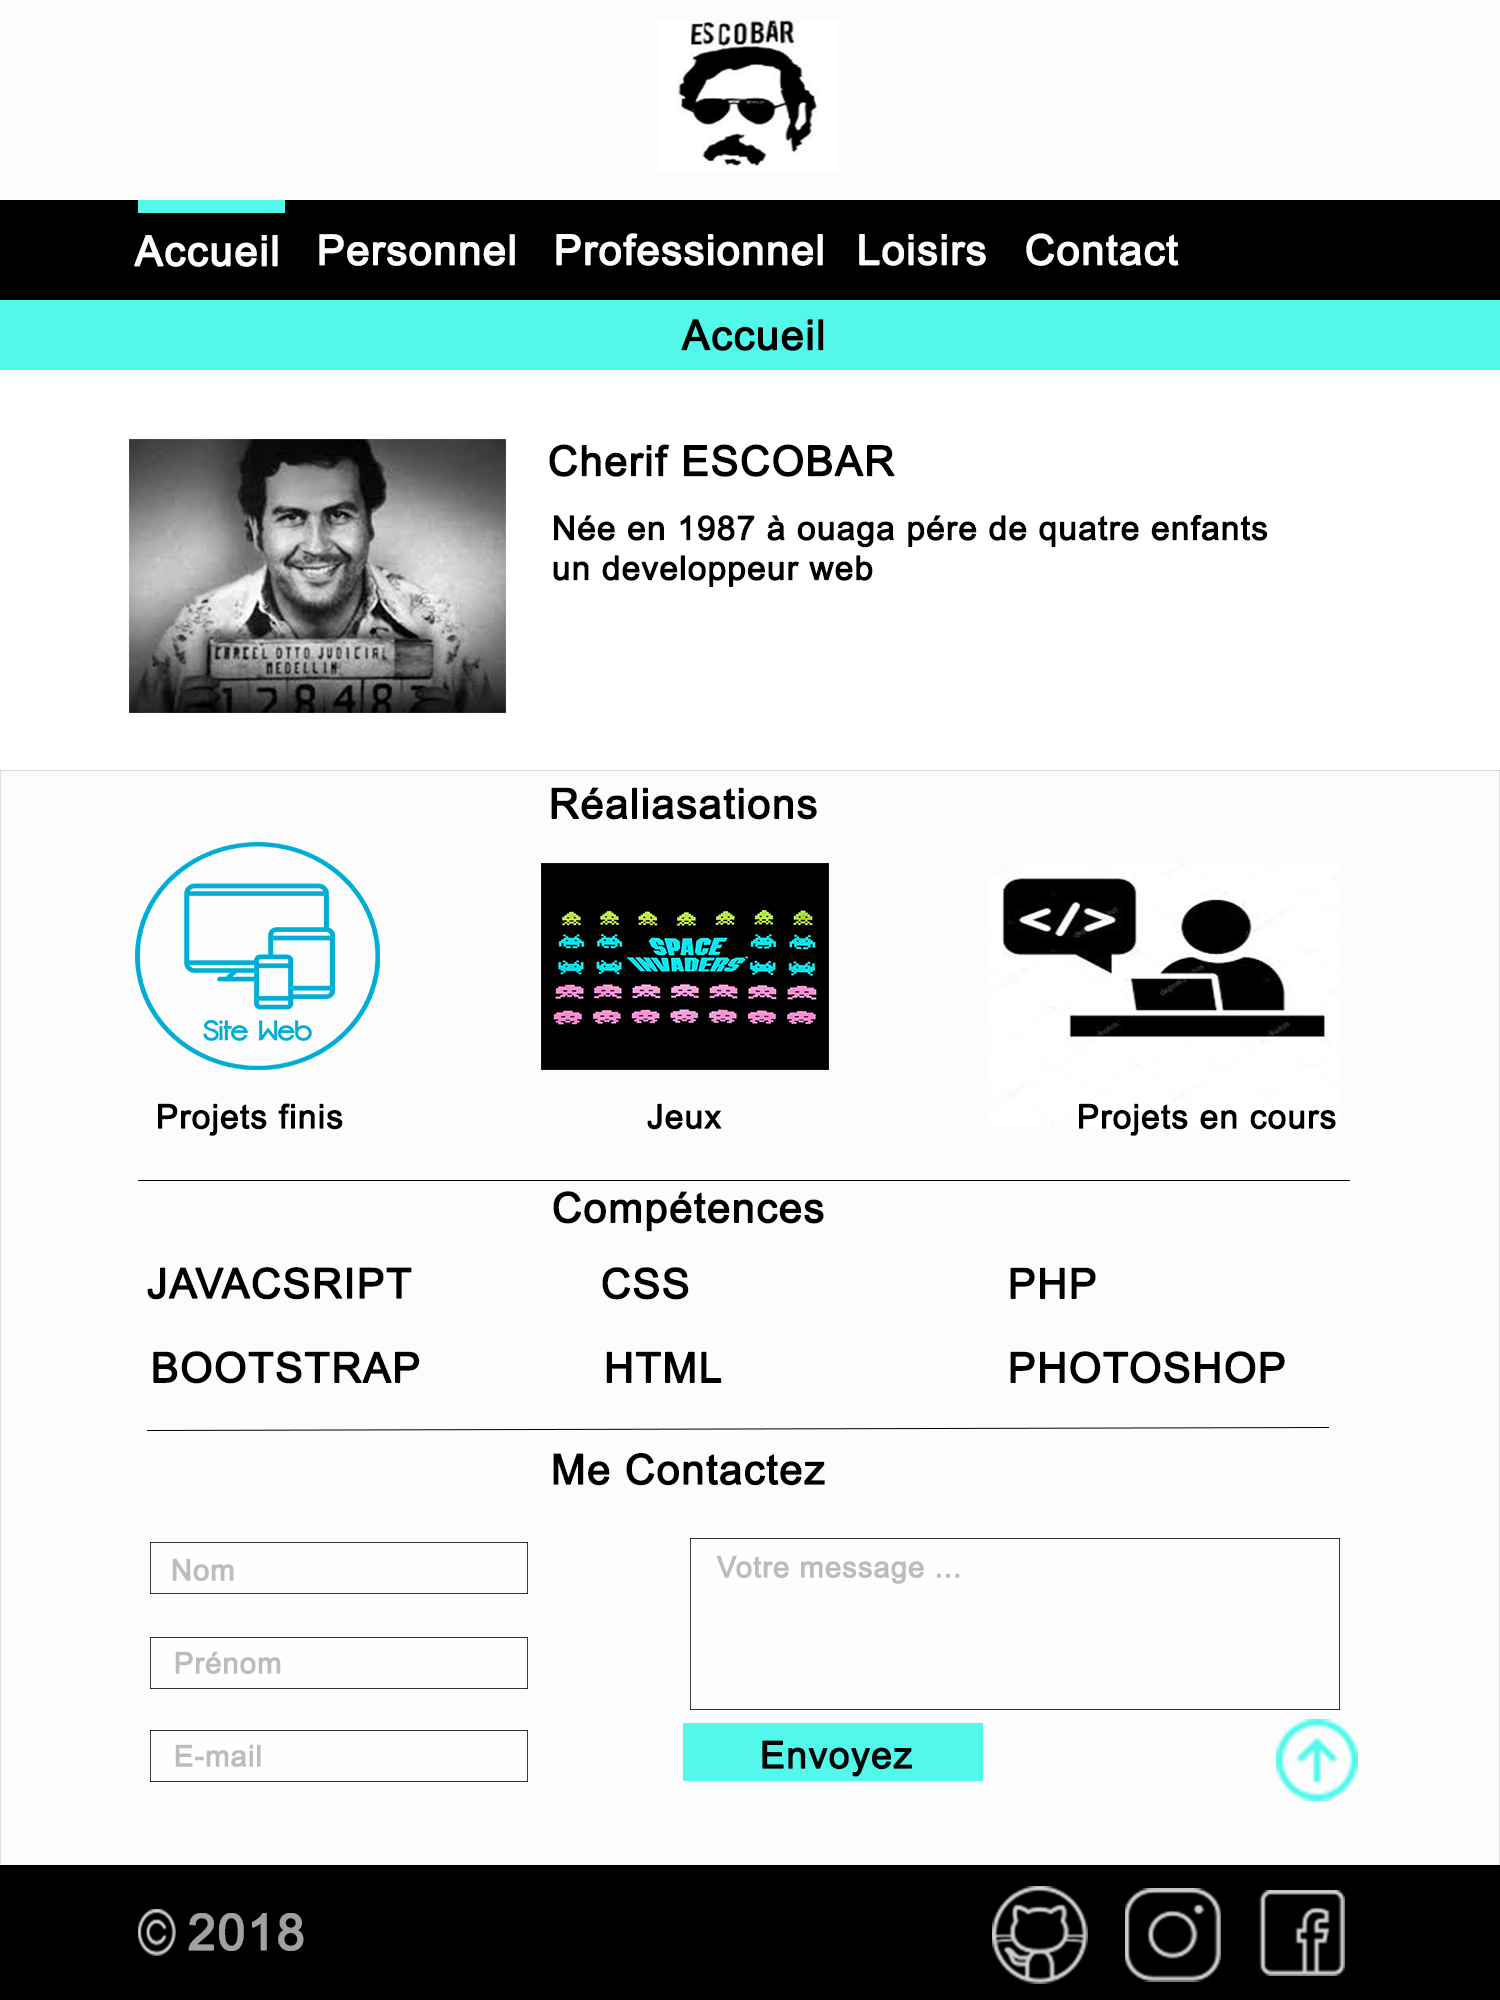 ESCOBAR
Accueil Personnel Professionnel Loisirs Contact
Accueil
Cherif ESCOBAR
Née en 1987 à ouaga pére de quatre enfants
un developpeur web
CARCEL OTTO JUDICIAL
MEDELLIN
12848
Réaliasations
</>
SPACE
INVADERS
Site Web
Projets finis Jeux Projets en cours
Compétences
JAVACSRIPT CSS PHP
BOOTSTRAP HTML PHOTOSHOP
Me Contactez
Nom
Votre message ...
Prénom
E-mail
Envoyez
© 2018